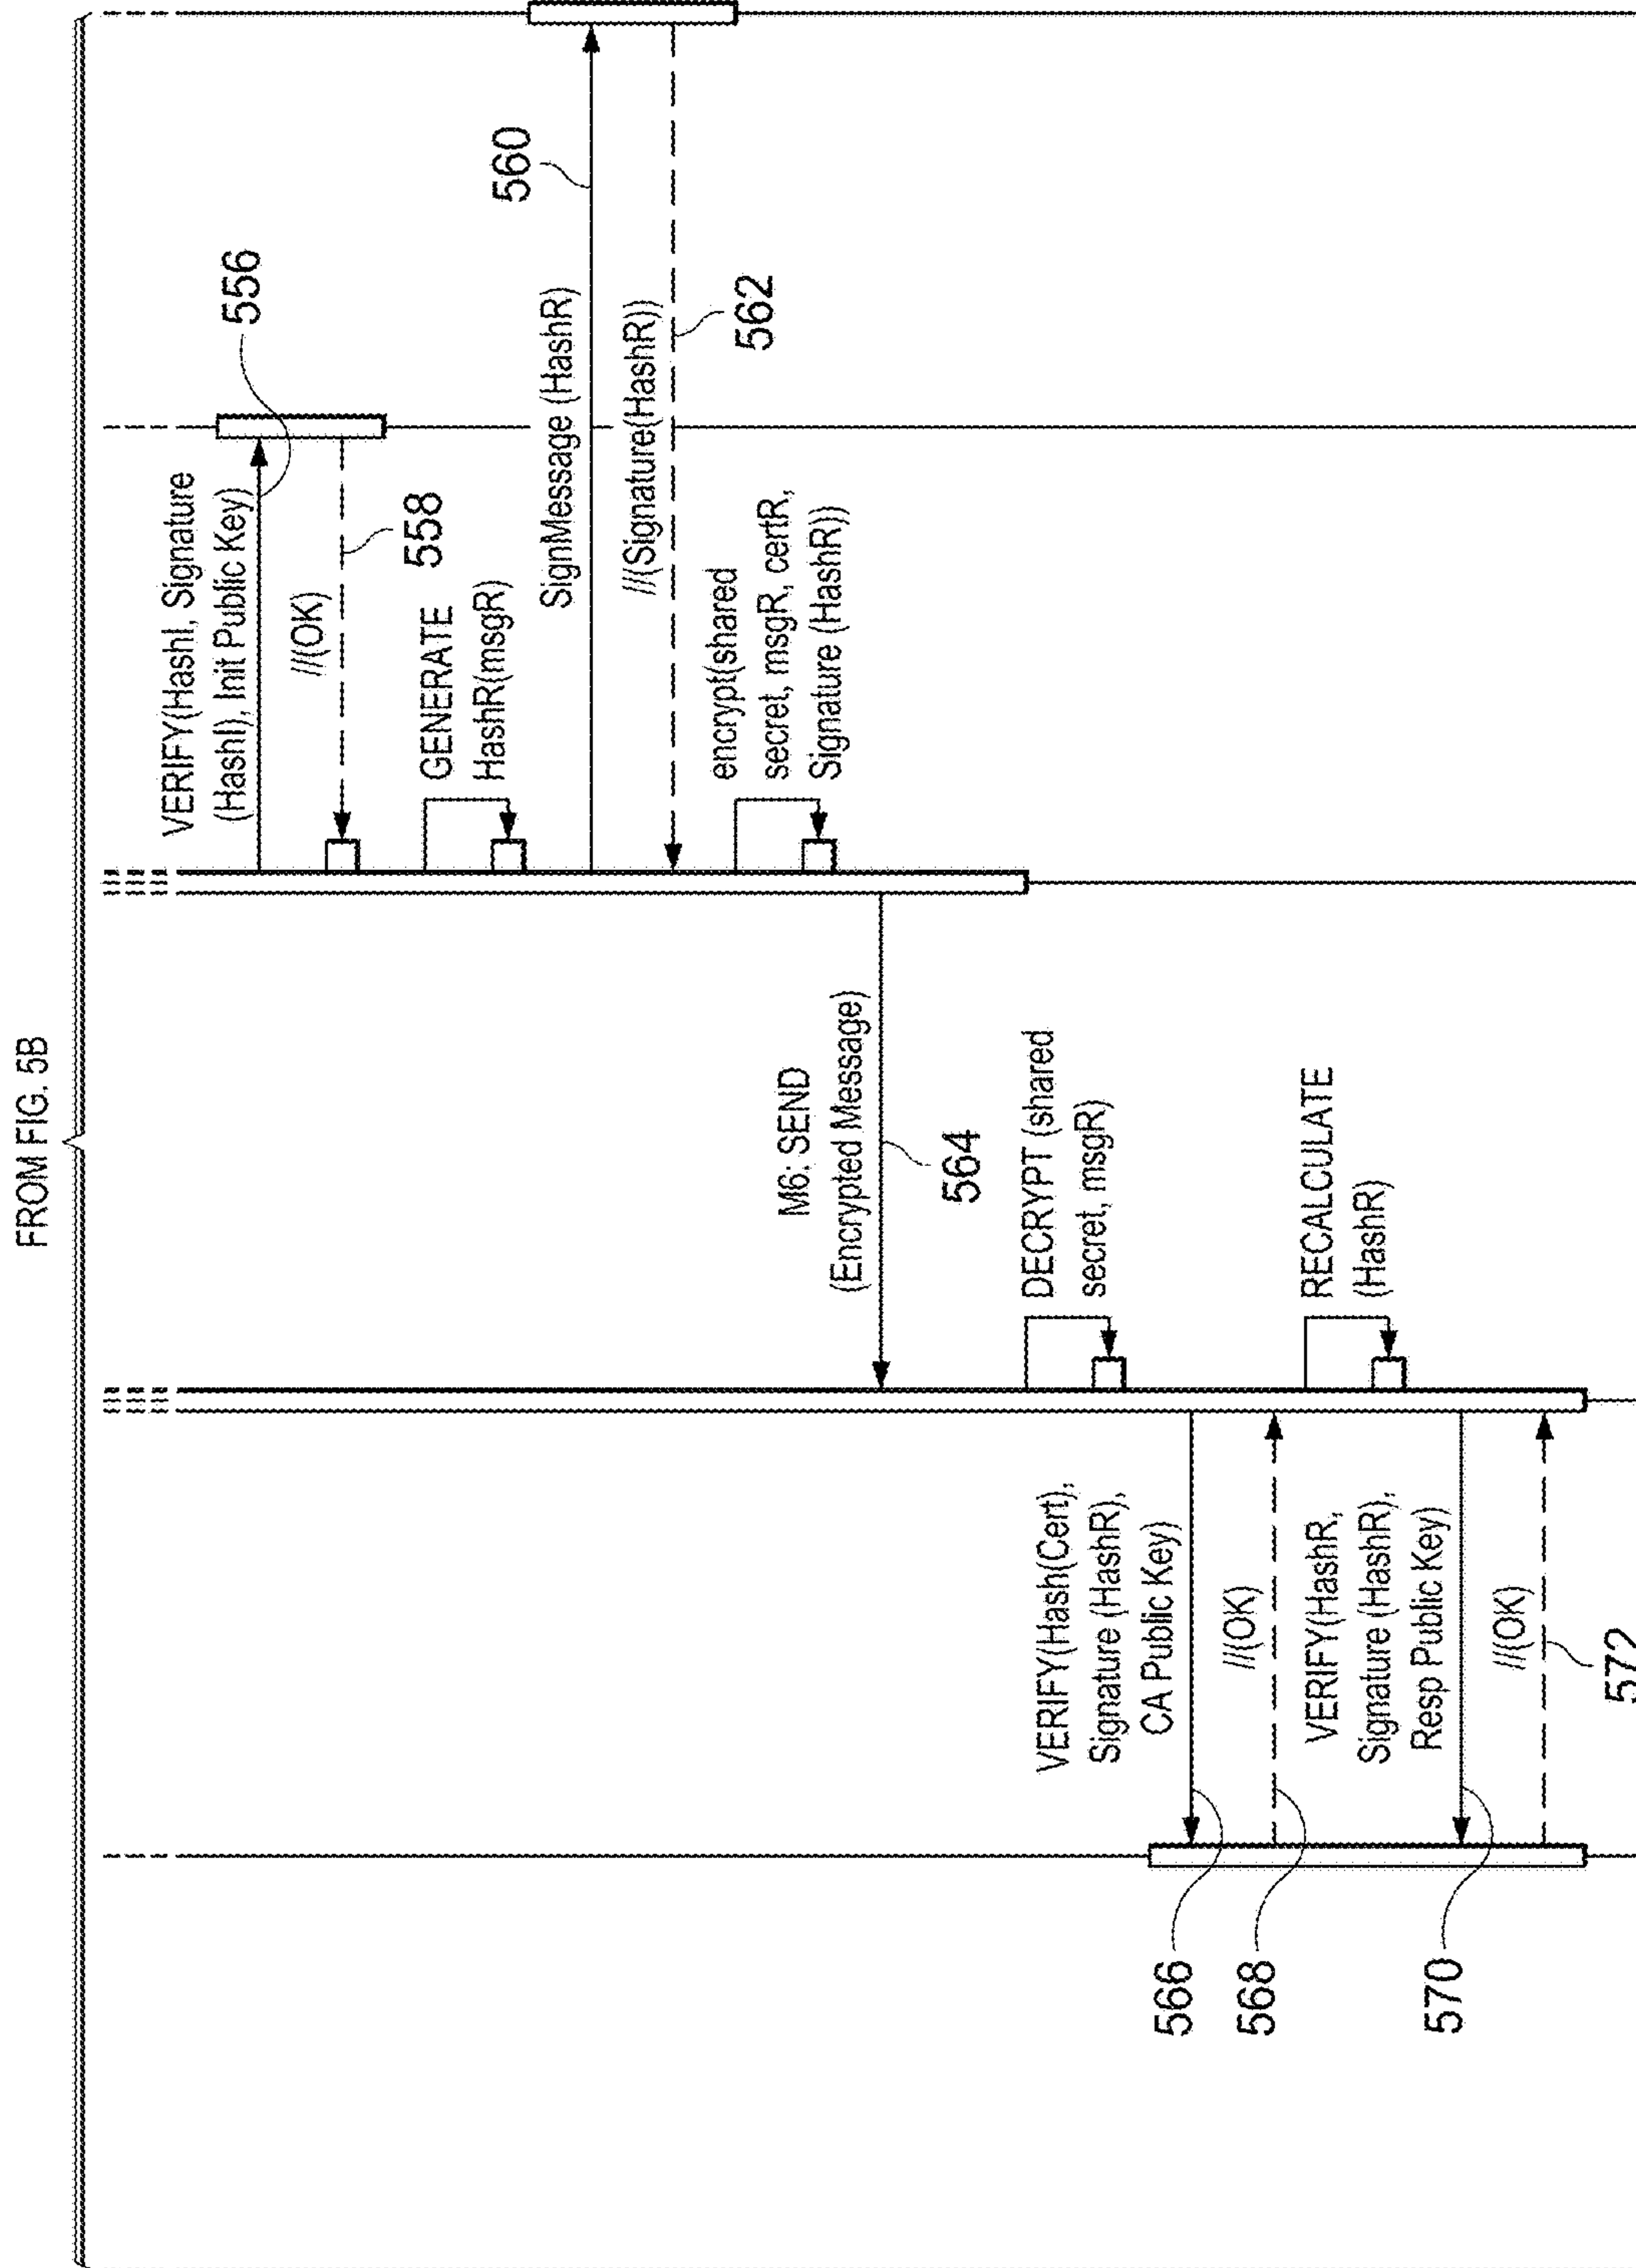 FROM FIG. 5B
VERIFY(HashI, Signature
(HashI), Init Public Key)
556
//(OK)
558
GENERATE
HashR(msgR)
SignMessage (HashR)
560
//(Signature(HashR))
562
encrypt(shared
secret, msgR, certR,
Signature (HashR))
M6: SEND
(Encrypted Message)
564
DECRYPT (shared
secret, msgR)
VERIFY(Hash(Cert),
Signature (HashR),
CA Public Key)
566
//(OK)
568
RECALCULATE
(HashR)
VERIFY(HashR,
Signature (HashR),
Resp Public Key)
570
//(OK)
572